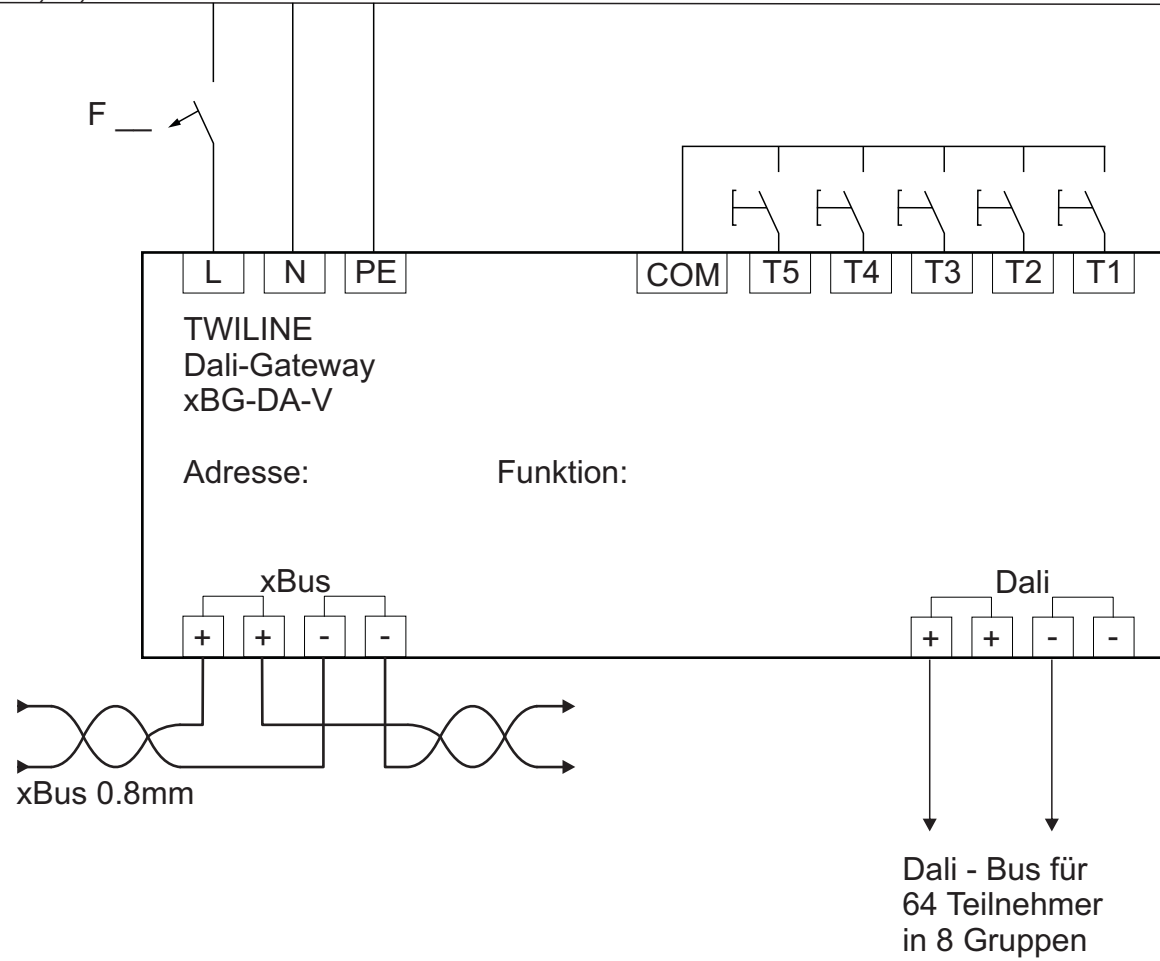 F __
L N PE COM T5 T4 T3 T2 T1
TWILINE
Dali-Gateway
xBG-DA-V
Adresse: Funktion:
xBus Dali
+ + - - + + - -
xBus 0.8mm
Dali - Bus für
64 Teilnehmer
in 8 Gruppen